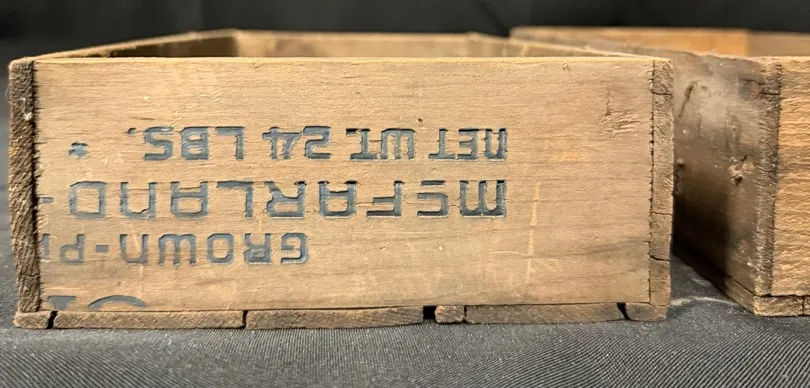 GROWN-P
MCFARLAND-
NET WT 24 LBS.